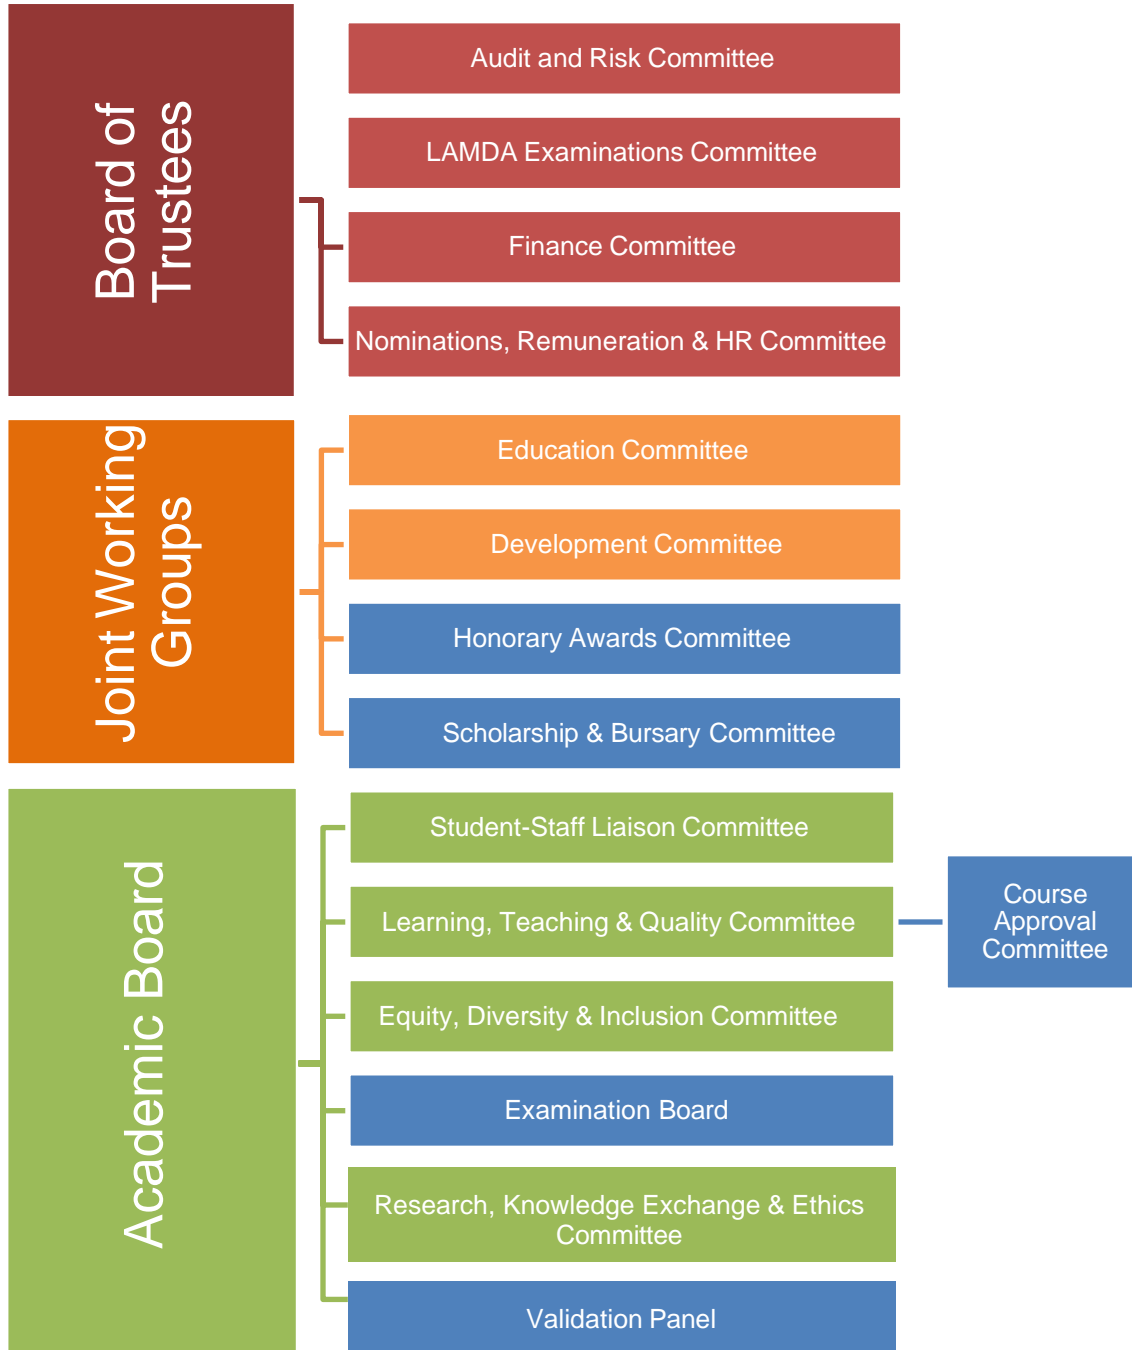 Board of
Trustees
Audit and Risk Committee
LAMDA Examinations Committee
Finance Committee
Nominations, Remuneration & HR Committee
Joint Working
Groups
Education Committee
Development Committee
Honorary Awards Committee
Scholarship & Bursary Committee
Academic Board
Student-Staff Liaison Committee
Learning, Teaching & Quality Committee
Course
Approval
Committee
Equity, Diversity & Inclusion Committee
Examination Board
Research, Knowledge Exchange & Ethics
Committee
Validation Panel